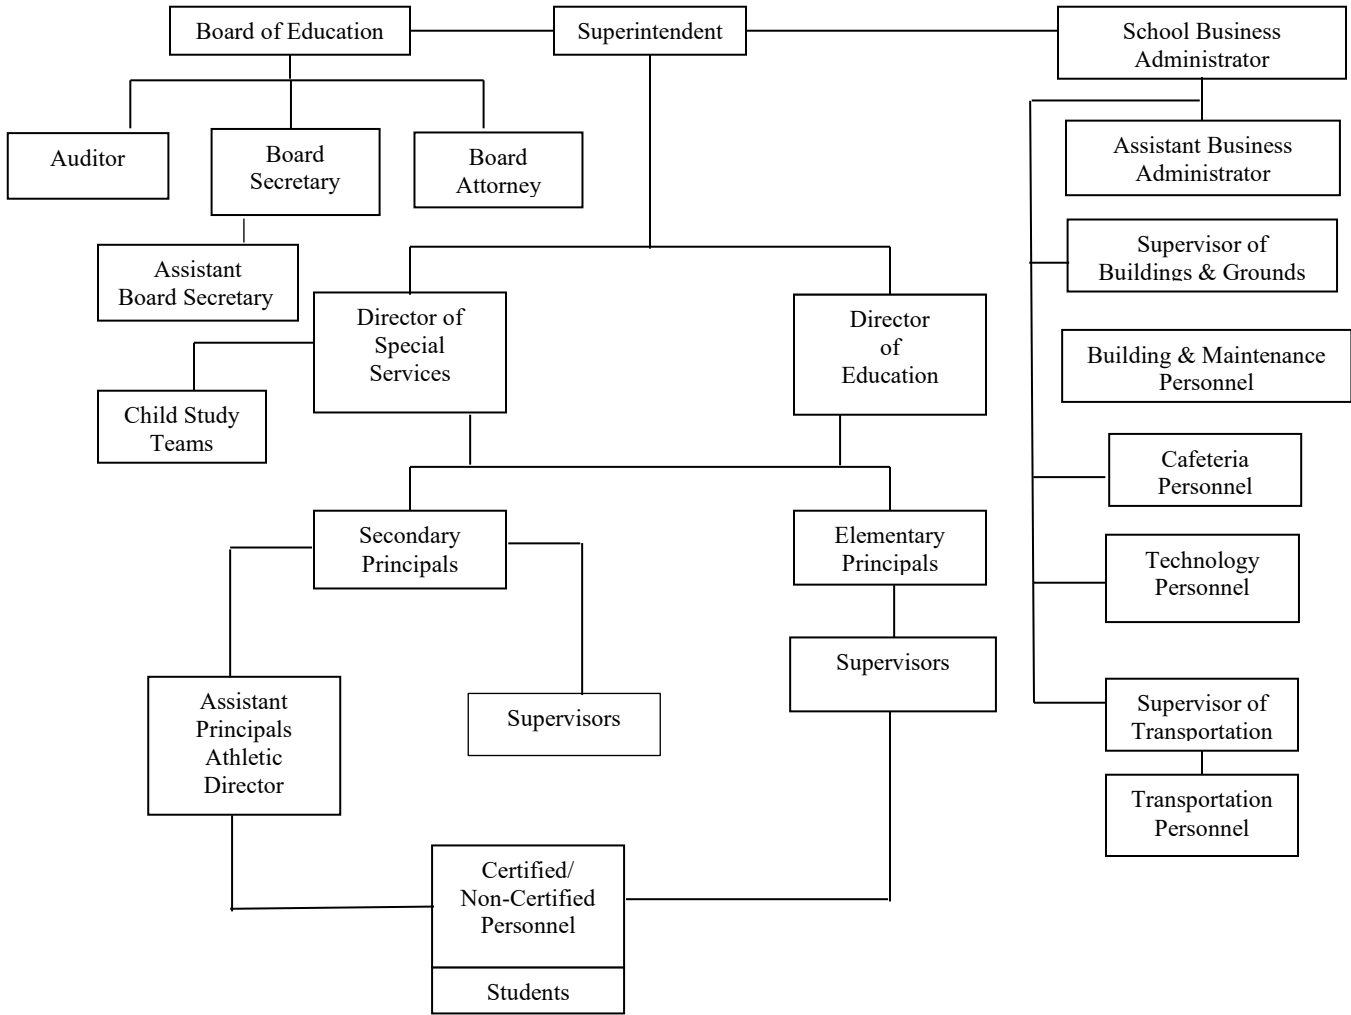 Board of Education
Superintendent
School Business
Administrator
Auditor
Board
Secretary
Board
Attorney
Assistant Business
Administrator
Assistant
Board Secretary
Supervisor of
Buildings & Grounds
Director of
Special
Services
Director
of
Education
Building & Maintenance
Personnel
Child Study
Teams
Cafeteria
Personnel
Secondary
Principals
Elementary
Principals
Technology
Personnel
Supervisors
Assistant
Principals
Athletic
Director
Supervisors
Supervisor of
Transportation
Transportation
Personnel
Certified/
Non-Certified
Personnel
Students